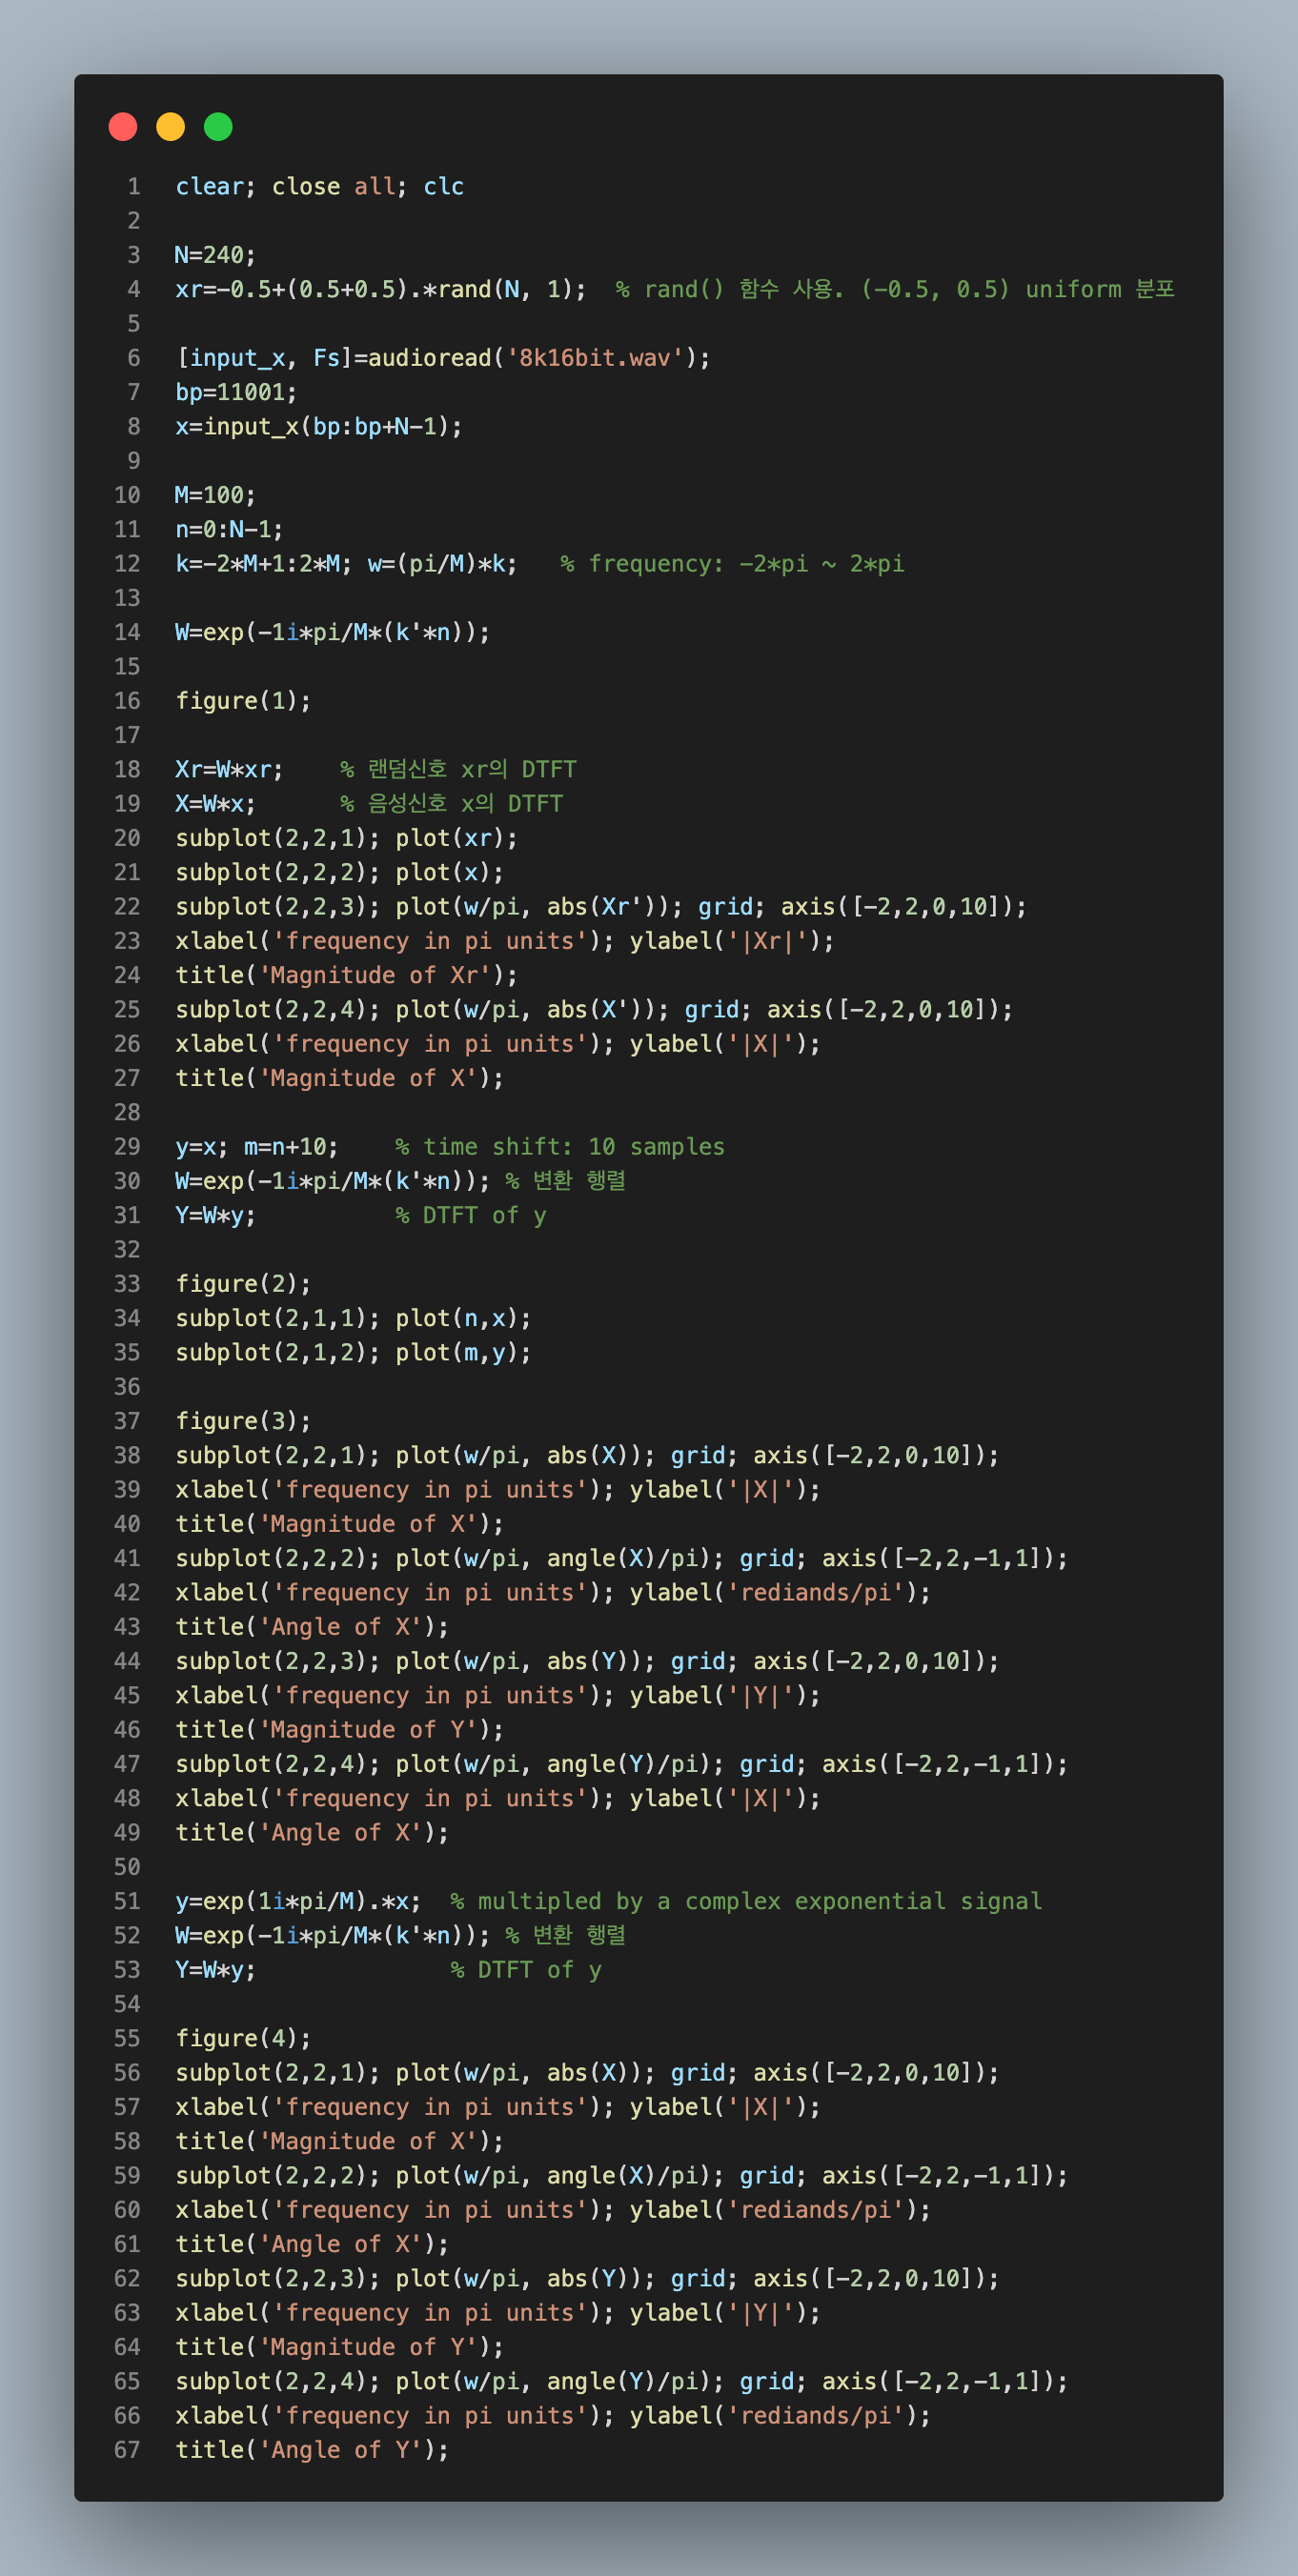 1 clear; close all; clc
2
3 N=240;
4 xr=-0.5+(0.5+0.5).*rand(N, 1);  % rand() 함수 사용. (-0.5, 0.5) uniform 분포
5
6 [input_x, Fs]=audioread('8k16bit.wav');
7 bp=11001;
8 x=input_x(bp:bp+N-1);
9
10 M=100;
11 n=0:N-1;
12 k=-2*M+1:2*M; w=(pi/M)*k;   % frequency: -2*pi ~ 2*pi
13
14 W=exp(-1i*pi/M*(k'*n));
15
16 figure(1);
17
18 Xr=W*xr;    % 랜덤신호 xr의 DTFT
19 X=W*x;      % 음성신호 x의 DTFT
20 subplot(2,2,1); plot(xr);
21 subplot(2,2,2); plot(x);
22 subplot(2,2,3); plot(w/pi, abs(Xr')); grid; axis([-2,2,0,10]);
23 xlabel('frequency in pi units'); ylabel('|Xr|');
24 title('Magnitude of Xr');
25 subplot(2,2,4); plot(w/pi, abs(X')); grid; axis([-2,2,0,10]);
26 xlabel('frequency in pi units'); ylabel('|X|');
27 title('Magnitude of X');
28
29 y=x; m=n+10;    % time shift: 10 samples
30 W=exp(-1i*pi/M*(k'*n)); % 변환 행렬
31 Y=W*y;          % DTFT of y
32
33 figure(2);
34 subplot(2,1,1); plot(n,x);
35 subplot(2,1,2); plot(m,y);
36
37 figure(3);
38 subplot(2,2,1); plot(w/pi, abs(X)); grid; axis([-2,2,0,10]);
39 xlabel('frequency in pi units'); ylabel('|X|');
40 title('Magnitude of X');
41 subplot(2,2,2); plot(w/pi, angle(X)/pi); grid; axis([-2,2,-1,1]);
42 xlabel('frequency in pi units'); ylabel('rediands/pi');
43 title('Angle of X');
44 subplot(2,2,3); plot(w/pi, abs(Y)); grid; axis([-2,2,0,10]);
45 xlabel('frequency in pi units'); ylabel('|Y|');
46 title('Magnitude of Y');
47 subplot(2,2,4); plot(w/pi, angle(Y)/pi); grid; axis([-2,2,-1,1]);
48 xlabel('frequency in pi units'); ylabel('|X|');
49 title('Angle of X');
50
51 y=exp(1i*pi/M).*x;  % multipled by a complex exponential signal
52 W=exp(-1i*pi/M*(k'*n)); % 변환 행렬
53 Y=W*y;              % DTFT of y
54
55 figure(4);
56 subplot(2,2,1); plot(w/pi, abs(X)); grid; axis([-2,2,0,10]);
57 xlabel('frequency in pi units'); ylabel('|X|');
58 title('Magnitude of X');
59 subplot(2,2,2); plot(w/pi, angle(X)/pi); grid; axis([-2,2,-1,1]);
60 xlabel('frequency in pi units'); ylabel('rediands/pi');
61 title('Angle of X');
62 subplot(2,2,3); plot(w/pi, abs(Y)); grid; axis([-2,2,0,10]);
63 xlabel('frequency in pi units'); ylabel('|Y|');
64 title('Magnitude of Y');
65 subplot(2,2,4); plot(w/pi, angle(Y)/pi); grid; axis([-2,2,-1,1]);
66 xlabel('frequency in pi units'); ylabel('rediands/pi');
67 title('Angle of Y');